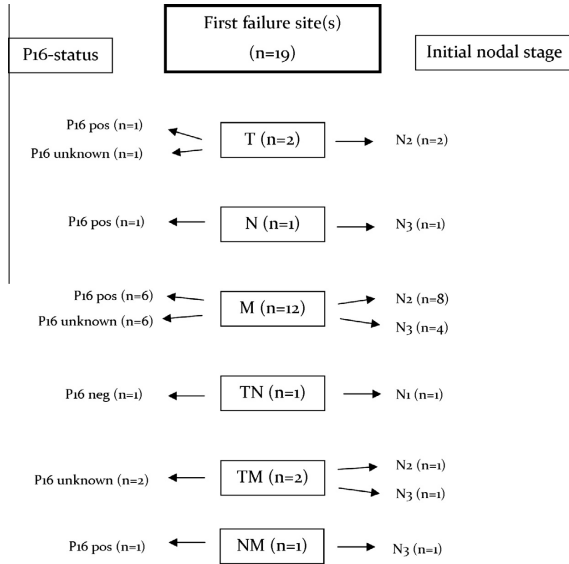 First failure site(s)
(n=19)
P16-status
Initial nodal stage
P16 pos (n=1)
P16 unknown (n=1)
T (n=2)
N2 (n=2)
P16 pos (n=1)
N (n=1)
N3 (n=1)
P16 pos (n=6)
P16 unknown (n=6)
M (n=12)
N2 (n=8)
N3 (n=4)
P16 neg (n=1)
TN (n=1)
N1 (n=1)
P16 unknown (n=2)
TM (n=2)
N2 (n=1)
N3 (n=1)
P16 pos (n=1)
NM (n=1)
N3 (n=1)